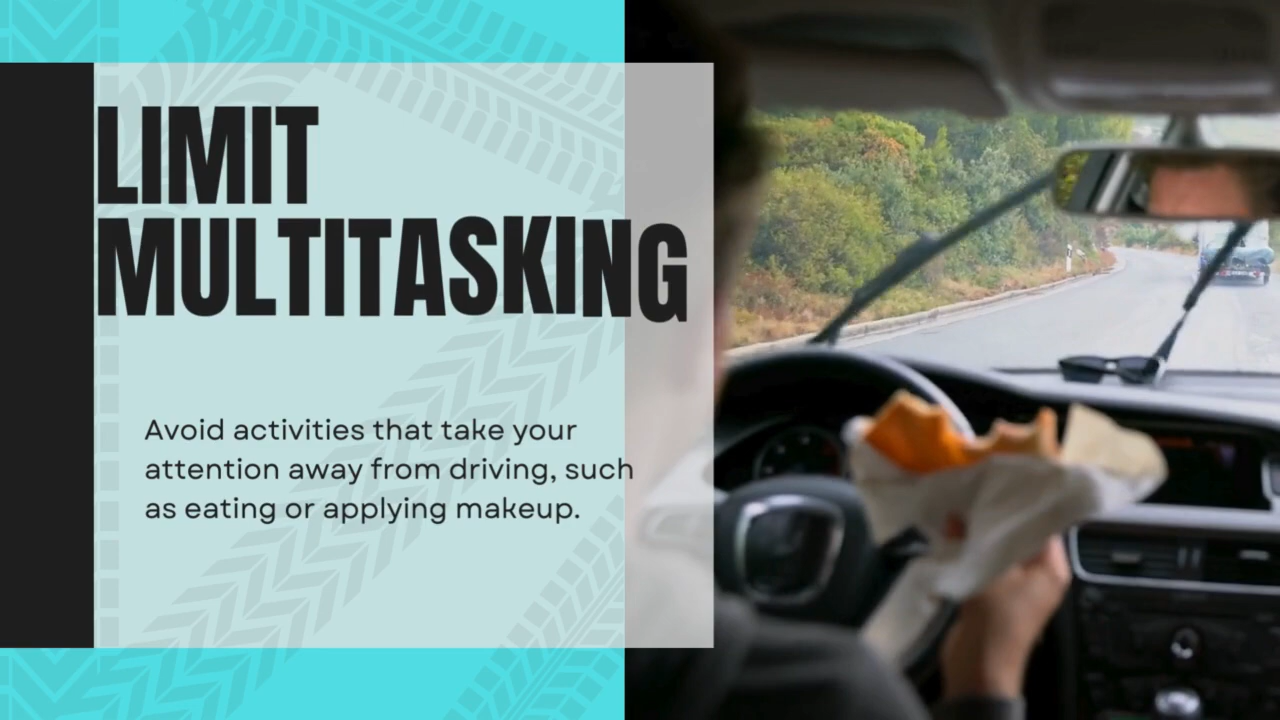 LIMIT
MULTITASKING
Avoid activities that take your
attention away from driving, such
as eating or applying makeup.